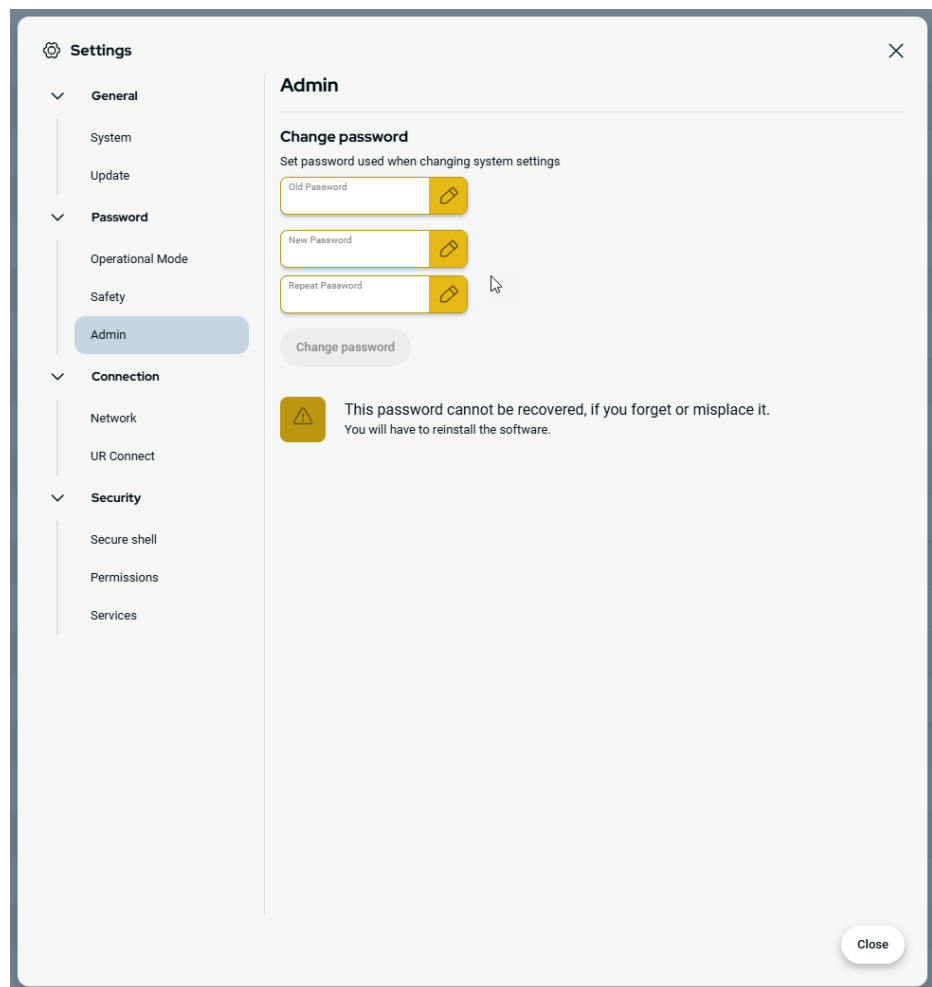 Settings
General
System
Update
Password
Operational Mode
Safety
Admin
Connection
Network
UR Connect
Security
Secure shell
Permissions
Services
Admin
Change password
Set password used when changing system settings
Old Password
New Password
Repeat Password
Change password
This password cannot be recovered, if you forget or misplace it.
You will have to reinstall the software.
Close